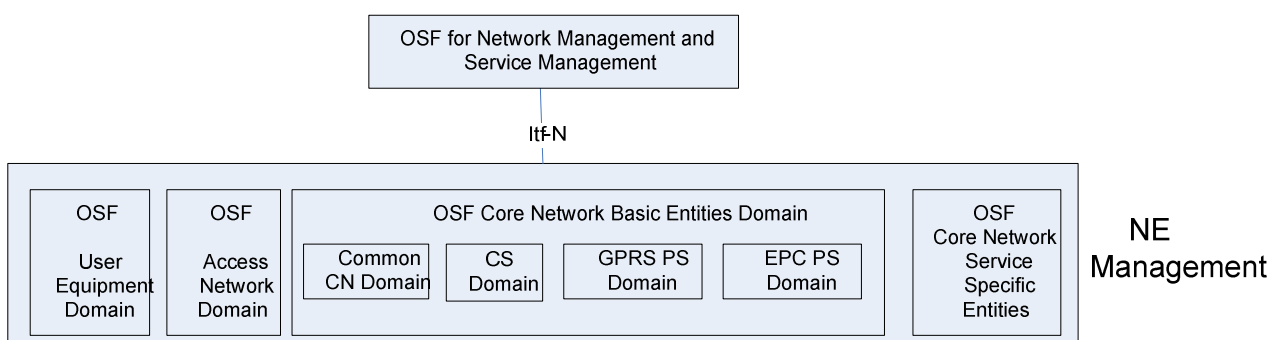 OSF for Network Management and
Service Management
Itf-N
OSF
User
Equipment
Domain
OSF
Access
Network
Domain
OSF Core Network Basic Entities Domain
Common
CN Domain
CS
Domain
GPRS PS
Domain
EPC PS
Domain
OSF
Core Network
Service
Specific
Entities
NE
Management